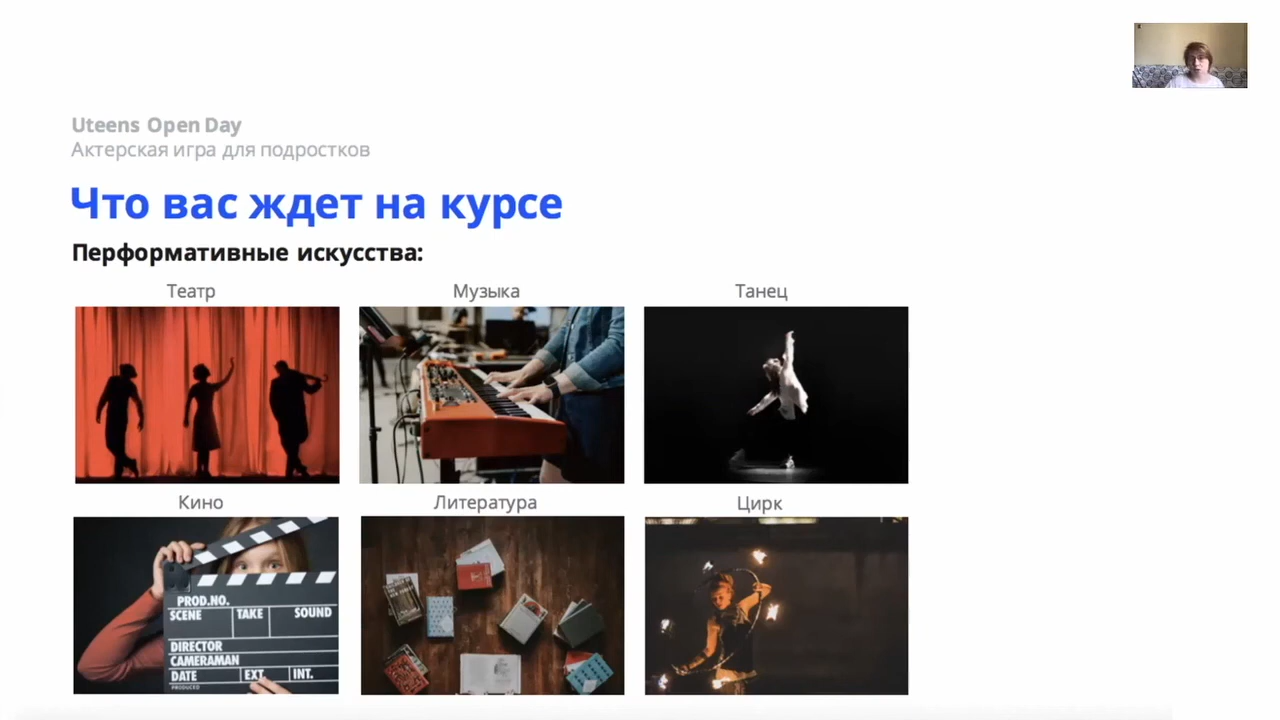 Uteens Open Day
Актерская игра для подростков
Что вас ждет на курсе
Перформативные искусства:
Театр
Музыка
Танец
Кино
Литература
Цирк
PROD.NO.
SCENE TAKE SOUND
DIRECTOR
CAMERAMAN
DATE EXT. INT.
PRODUCED